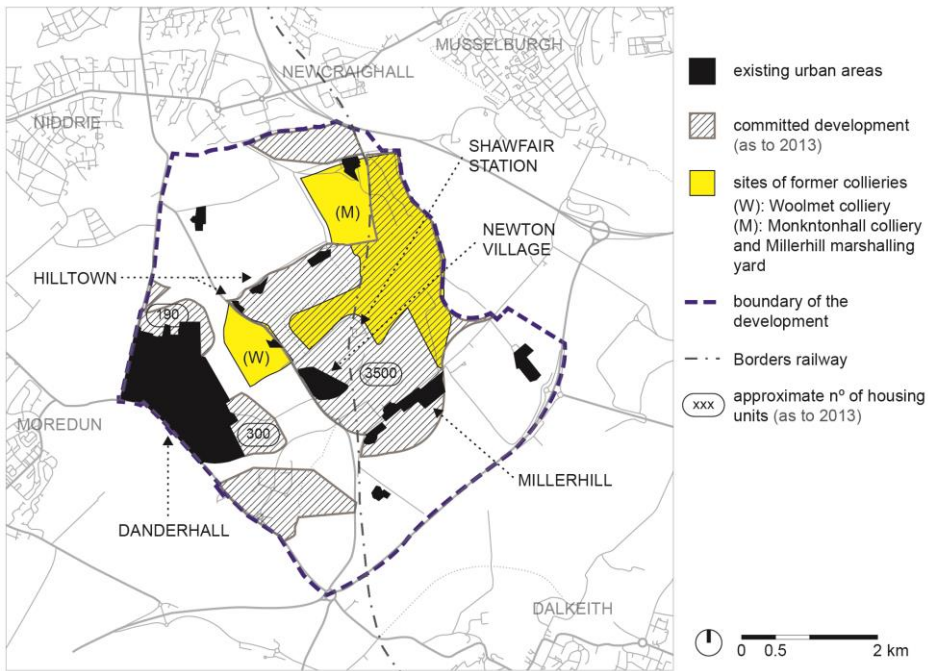 MUSSELBURGH
NEWCRAIGHALL
NIDDRIE
SHAWFAIR
STATION
(M)
NEWTON
VILLAGE
HILLTOWN
190
(W)
3500
MOREDUN
300
MILLERHILL
DANDERHALL
DALKEITH
existing urban areas
committed development
(as to 2013)
sites of former collieries
(W): Woolmet colliery
(M): Monkntonhall colliery
and Millerhill marshalling
yard
boundary of the
development
Borders railway
xxx
approximate nº of housing
units (as to 2013)
0 0.5 2 km